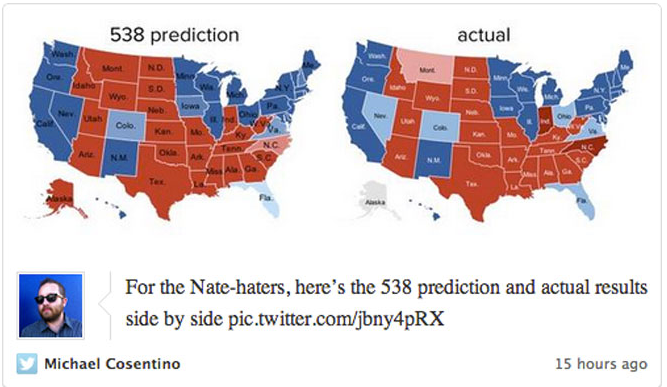 538 prediction
actual
Wash.
Mont.
N.D.
Minn
Me.
Ore.
Idaho
S.D.
Wis.
Mich
N.Y.
Wyo.
Iowa
Pa.
Nev.
Neb.
Ill.
Ind.
Ohio
Calif.
Utah
Colo.
Kan.
Mo.
Ky.
W.V.
Va.
Ariz.
N.M.
Okla.
Ark.
Tenn.
N.C.
S.C.
Tex.
La.
Miss
Ala.
Ga.
Alaska
Fla.
Wash.
Mont.
N.D.
Minn.
Me.
Ore.
Idaho
S.D.
Wis.
Mich
N.Y.
Wyo.
Iowa
Pa.
Nev.
Neb.
Ill.
Ind.
Ohio
Calif.
Utah
Colo.
Kan.
Mo.
Ky.
W.V.
Va.
Ariz.
N.M.
Okla.
Ark.
Tenn.
N.C.
S.C.
Tex.
La.
Miss.
Ala.
Ga.
Alaska
Fla.
For the Nate-haters, here's the 538 prediction and actual results
side by side pic.twitter.com/jbny4pRX
Michael Cosentino
15 hours ago